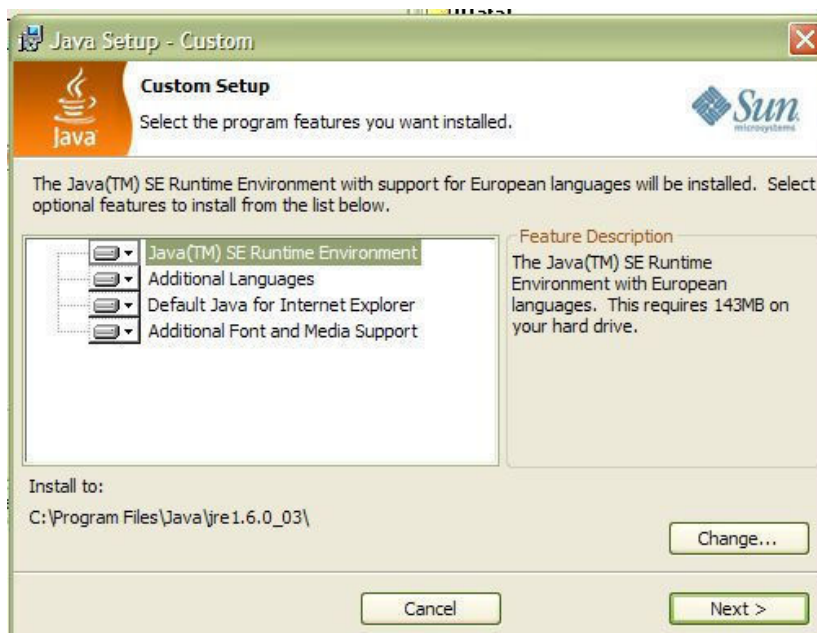 Java Setup - Custom
Java
Custom Setup
Select the program features you want installed.
Sun
microsystems
The Java(TM) SE Runtime Environment with support for European languages will be installed. Select
optional features to install from the list below.
Java(TM) SE Runtime Environment
Additional Languages
Default Java for Internet Explorer
Additional Font and Media Support
Feature Description
The Java(TM) SE Runtime
Environment with European
languages. This requires 143MB on
your hard drive.
Install to:
C:\Program Files\Java\jre1.6.0_03\
Change...
Cancel
Next >